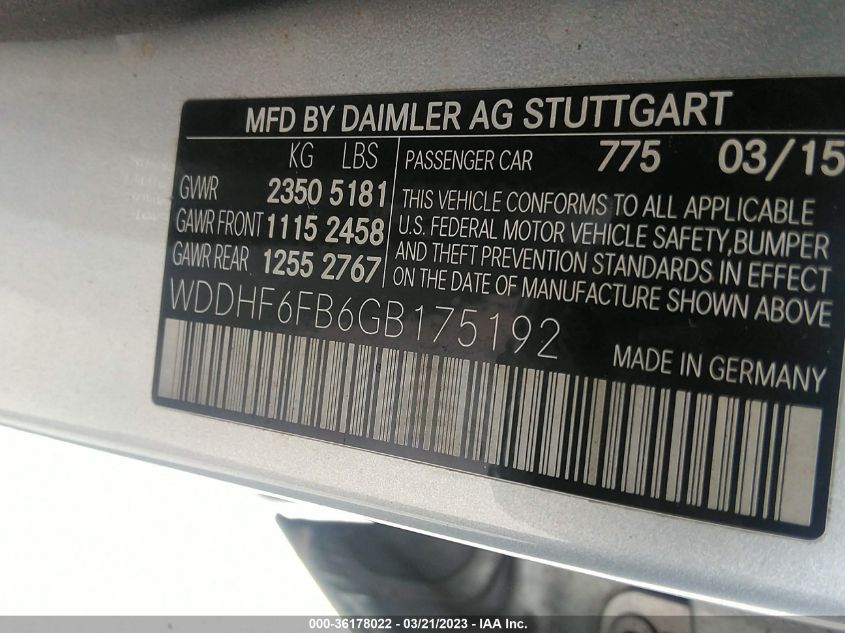 MFD BY DAIMLER AG STUTTGART
KG LBS
GVWR 2350 5181
GAWR FRONT 1115 2458
GAWR REAR 1255 2767
PASSENGER CAR 775 03/15
THIS VEHICLE CONFORMS TO ALL APPLICABLE
U.S. FEDERAL MOTOR VEHICLE SAFETY,BUMPER
AND THEFT PREVENTION STANDARDS IN EFFECT
ON THE DATE OF MANUFACTURE SHOWN ABOVE
WDDHF6FB6GB175192
MADE IN GERMANY
000-36178022 - 03/21/2023 - IAA Inc.